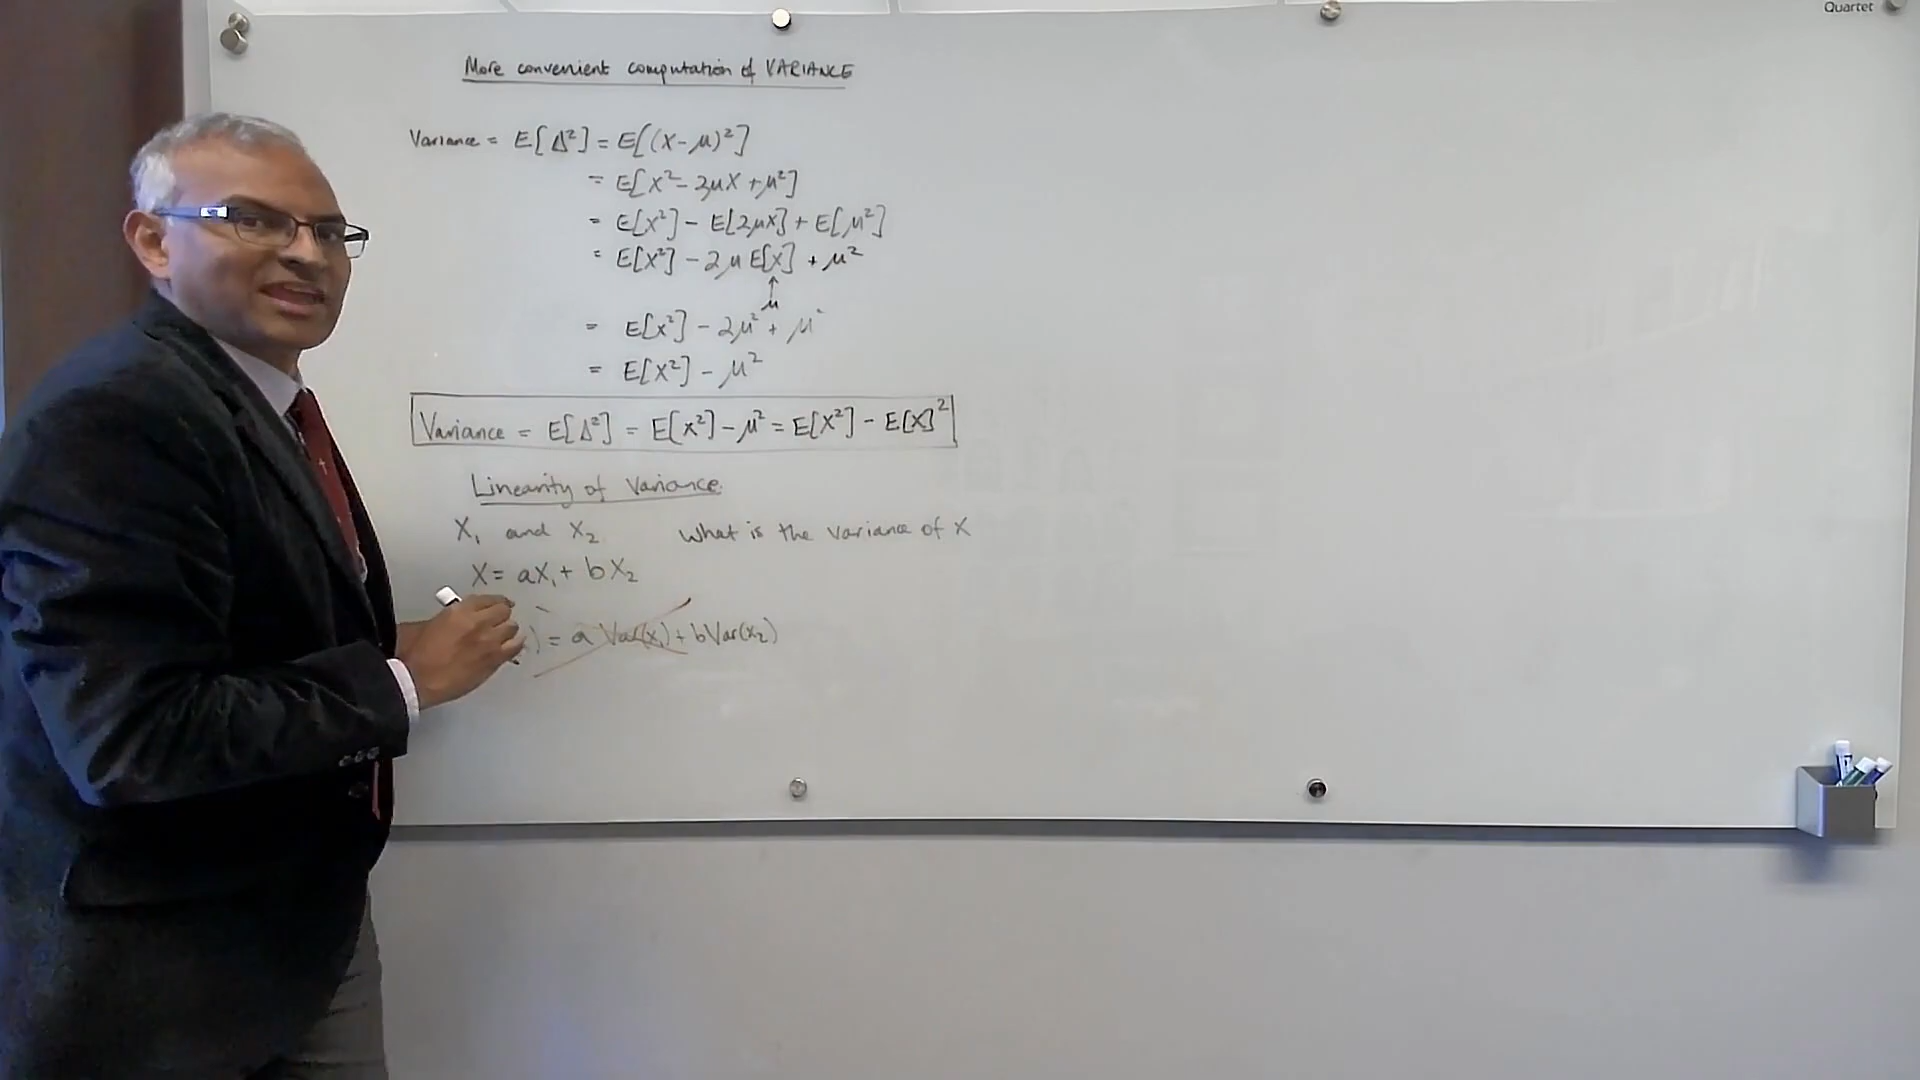 Quartet
More convenient computation of VARIANCE
Variance = E[Δ²] = E[(X-μ)²]
= E[X² - 2μX + μ²]
= E[X²] - E[2μX] + E[μ²]
= E[X²] - 2μ E[X] + μ²
↑
μ
= E[X²] - 2μ² + μ²
= E[X²] - μ²
Variance = E[Δ²] = E[X²] - μ² = E[X²] - E[X]²
Linearity of Variance
X₁ and X₂ What is the variance of X
X = aX₁ + bX₂
) = a Var(X₁) + b Var(X₂)